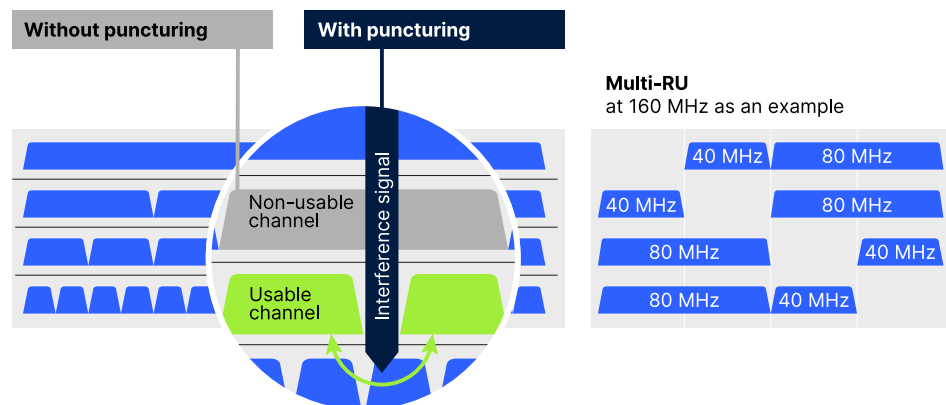 Without puncturing
With puncturing
Non-usable
channel
Usable
channel
Interference signal
Multi-RU
at 160 MHz as an example
40 MHz
80 MHz
40 MHz
80 MHz
80 MHz
40 MHz
80 MHz
40 MHz